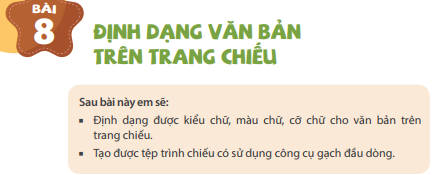 BÀI
8
ĐỊNH DẠNG VĂN BẢN
TRÊN TRANG CHIẾU
Sau bài này em sẽ:
▪ Định dạng được kiểu chữ, màu chữ, cỡ chữ cho văn bản trên
trang chiếu.
▪ Tạo được tệp trình chiếu có sử dụng công cụ gạch đầu dòng.